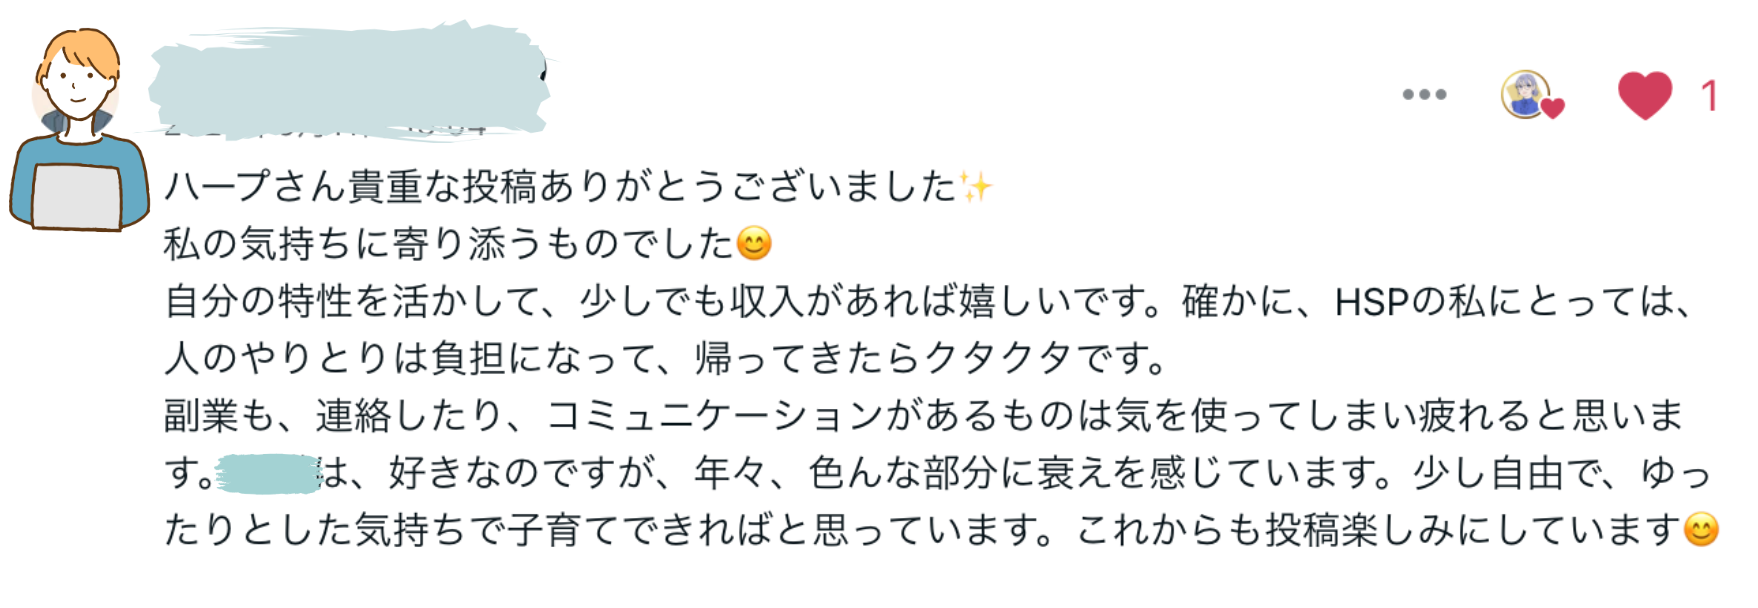 1
ハープさん貴重な投稿ありがとうございました✨
私の気持ちに寄り添うものでした😊
自分の特性を活かして、少しでも収入があれば嬉しいです。確かに、HSPの私にとっては、
人のやりとりは負担になって、帰ってきたらクタクタです。
副業も、連絡したり、コミュニケーションがあるものは気を使ってしまい疲れると思いま
す。は、好きなのですが、年々、色んな部分に衰えを感じています。少し自由で、ゆっ
たりとした気持ちで子育てできればと思っています。これからも投稿楽しみにしています😊